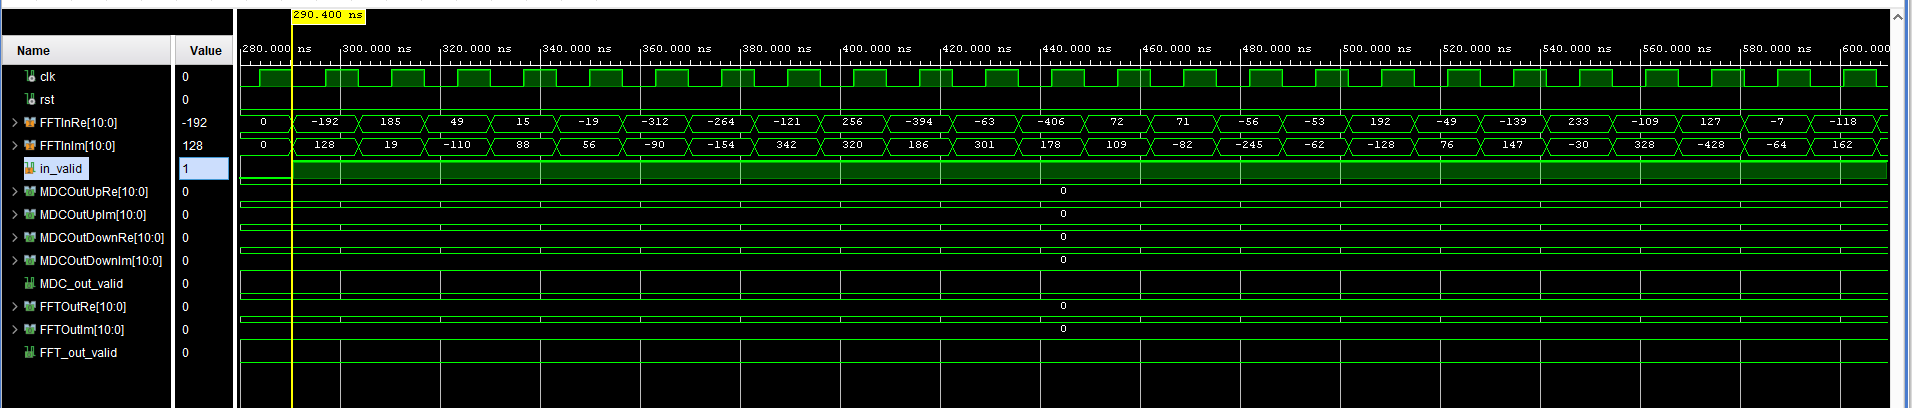 290.400 ns
Name Value
280.000 ns 300.000 ns 320.000 ns 340.000 ns 360.000 ns 380.000 ns 400.000 ns 420.000 ns 440.000 ns 460.000 ns 480.000 ns 500.000 ns 520.000 ns 540.000 ns 560.000 ns 580.000 ns 600.000
clk 0
rst 0
FFTInRe[10:0] -192 0 -192 185 49 15 -19 -312 -264 -121 256 -394 -63 -406 72 71 -56 -53 192 -49 -139 233 -109 127 -7 -118
FFTInIm[10:0] 128 0 128 19 -110 88 56 -90 -154 342 320 186 301 178 109 -82 -245 -62 -128 76 147 -30 328 -428 -64 162
in_valid 1
MDCOutUpRe[10:0] 0 0
MDCOutUpIm[10:0] 0 0
MDCOutDownRe[10:0] 0 0
MDCOutDownIm[10:0] 0 0
MDC_out_valid 0
FFTOutRe[10:0] 0 0
FFTOutIm[10:0] 0 0
FFT_out_valid 0